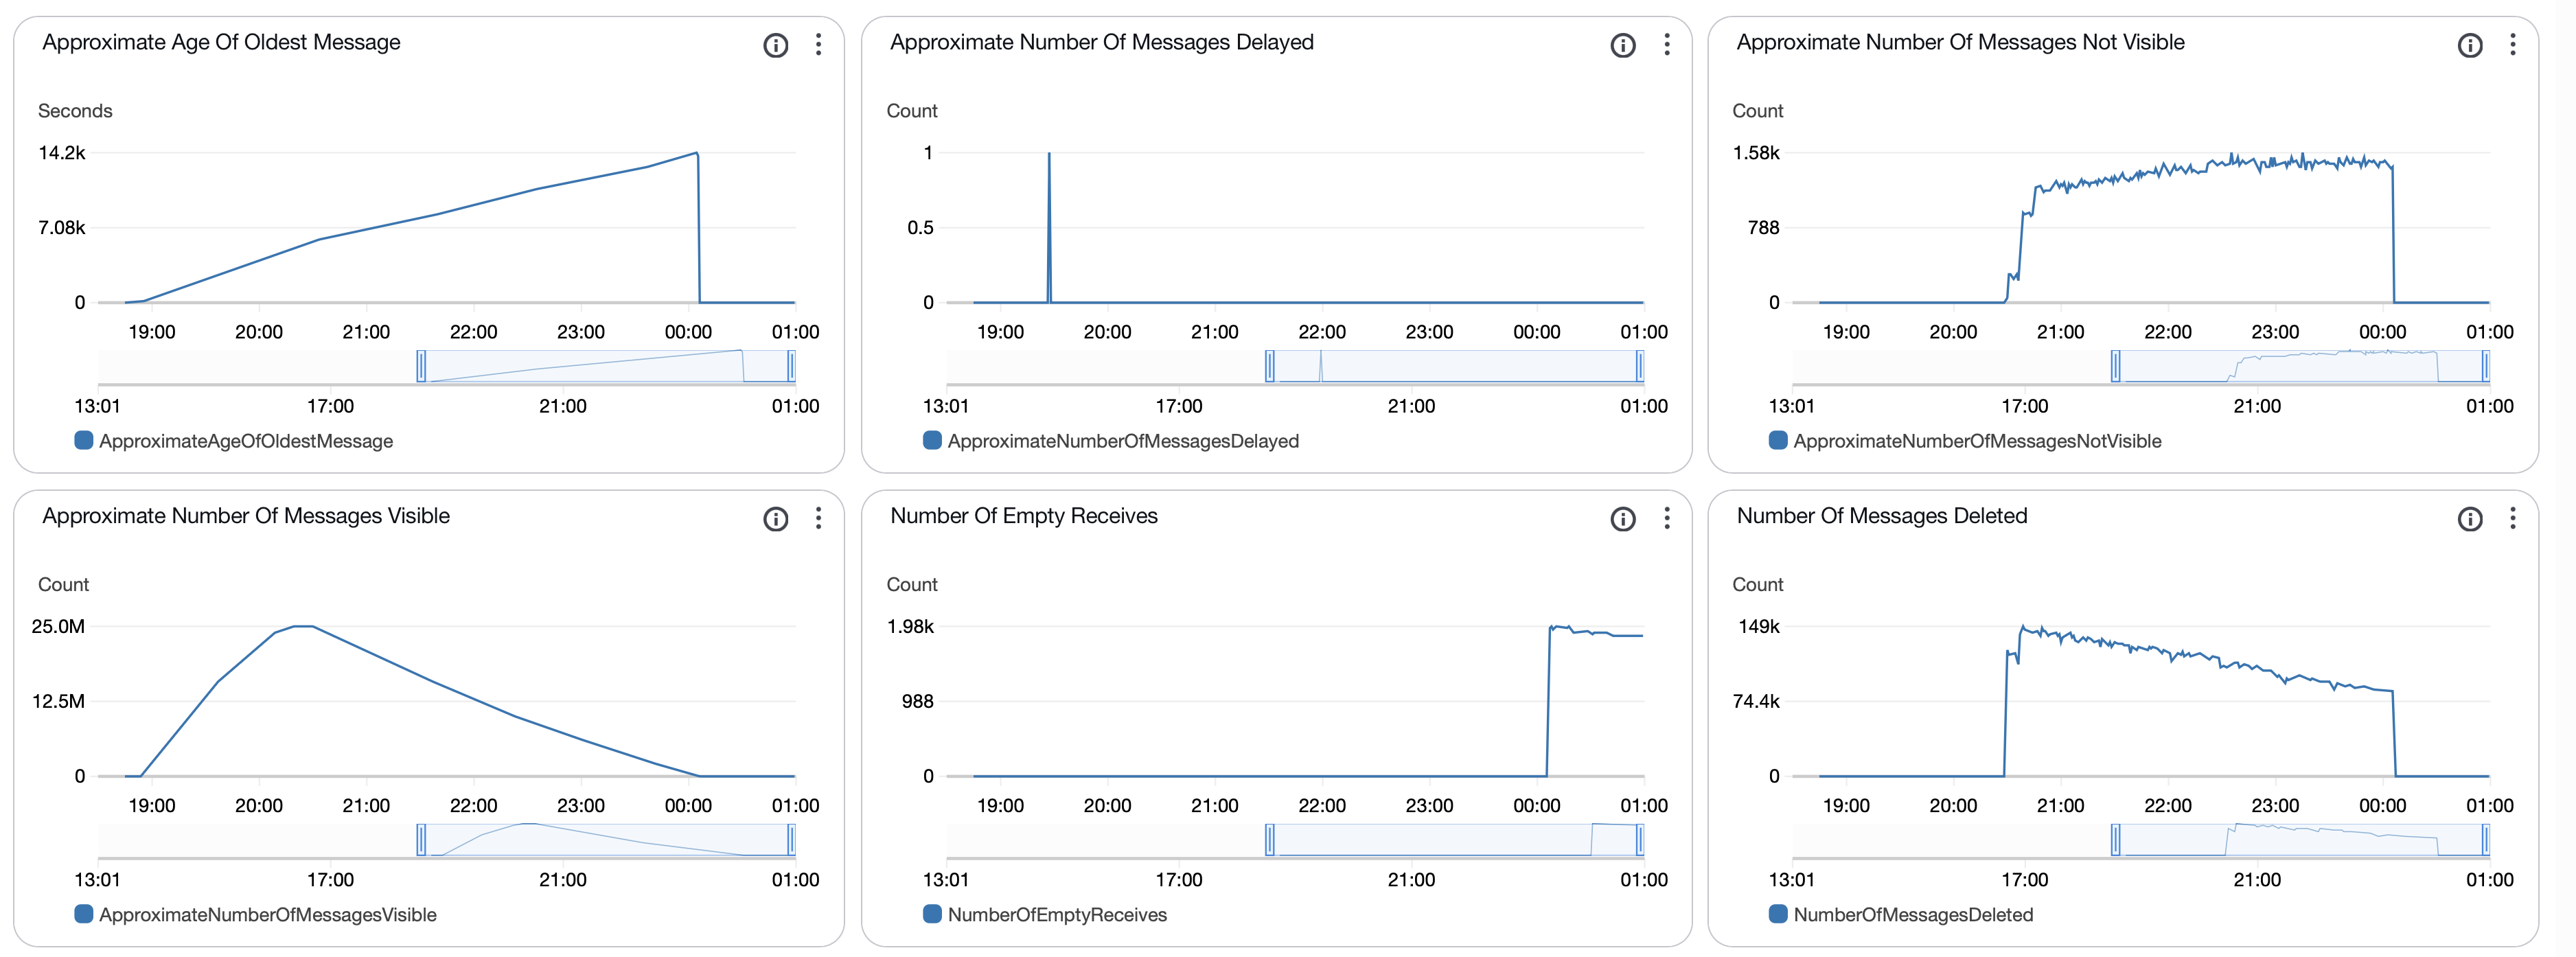 Approximate Age Of Oldest Message
Seconds
14.2k
7.08k
0
19:00 20:00 21:00 22:00 23:00 00:00 01:00
13:01 17:00 21:00 01:00
ApproximateAgeOfOldestMessage
Approximate Number Of Messages Delayed
Count
1
0.5
0
19:00 20:00 21:00 22:00 23:00 00:00 01:00
13:01 17:00 21:00 01:00
ApproximateNumberOfMessagesDelayed
Approximate Number Of Messages Not Visible
Count
1.58k
788
0
19:00 20:00 21:00 22:00 23:00 00:00 01:00
13:01 17:00 21:00 01:00
ApproximateNumberOfMessagesNotVisible
Approximate Number Of Messages Visible
Count
25.0M
12.5M
0
19:00 20:00 21:00 22:00 23:00 00:00 01:00
13:01 17:00 21:00 01:00
ApproximateNumberOfMessagesVisible
Number Of Empty Receives
Count
1.98k
988
0
19:00 20:00 21:00 22:00 23:00 00:00 01:00
13:01 17:00 21:00 01:00
NumberOfEmptyReceives
Number Of Messages Deleted
Count
149k
74.4k
0
19:00 20:00 21:00 22:00 23:00 00:00 01:00
13:01 17:00 21:00 01:00
NumberOfMessagesDeleted